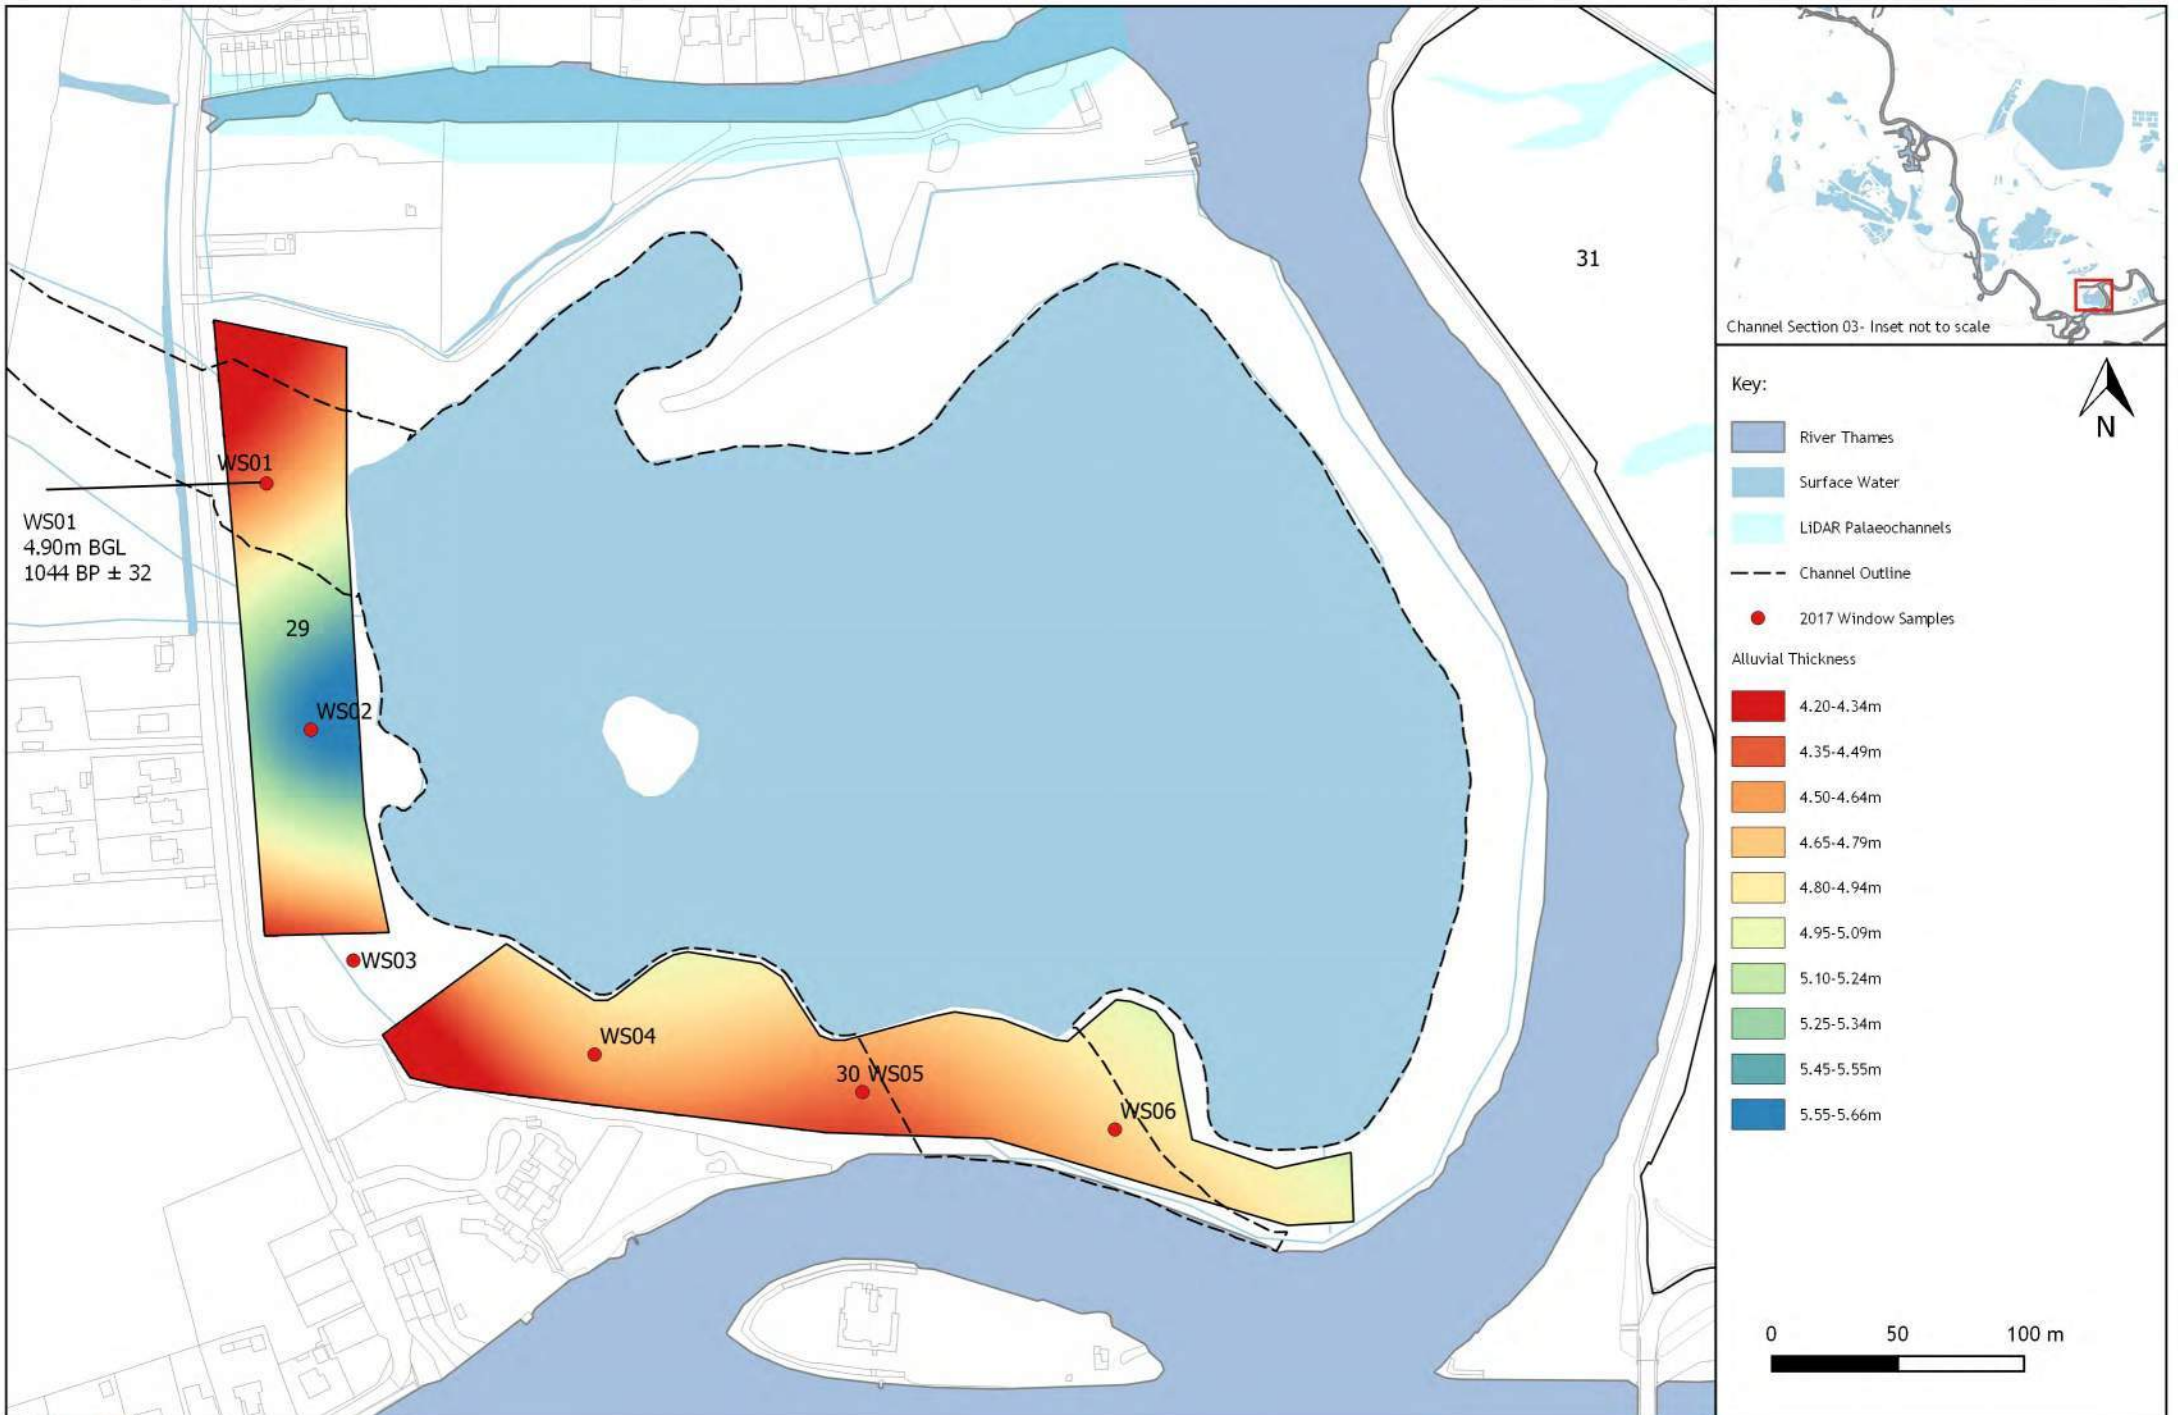 31
WS01
WS01
4.90m BGL
1044 BP ± 32
29
WS02
WS03
WS04
30 WS05
WS06
Channel Section 03- Inset not to scale
Key:
N
River Thames
Surface Water
LiDAR Palaeochannels
Channel Outline
2017 Window Samples
Alluvial Thickness
4.20-4.34m
4.35-4.49m
4.50-4.64m
4.65-4.79m
4.80-4.94m
4.95-5.09m
5.10-5.24m
5.25-5.34m
5.45-5.55m
5.55-5.66m
0 50 100 m